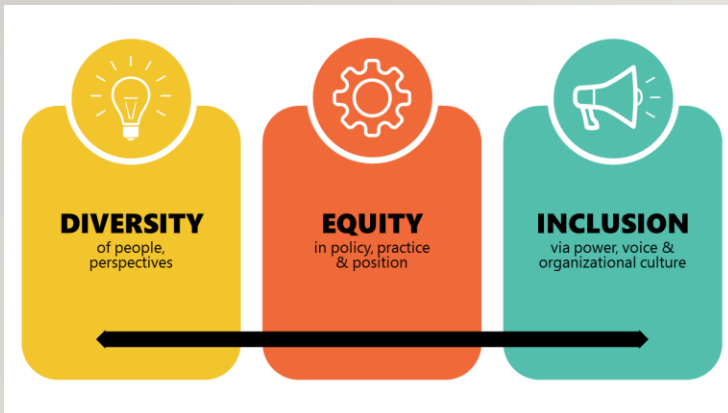 DIVERSITY
of people,
perspectives
EQUITY
in policy, practice
& position
INCLUSION
via power, voice &
organizational culture